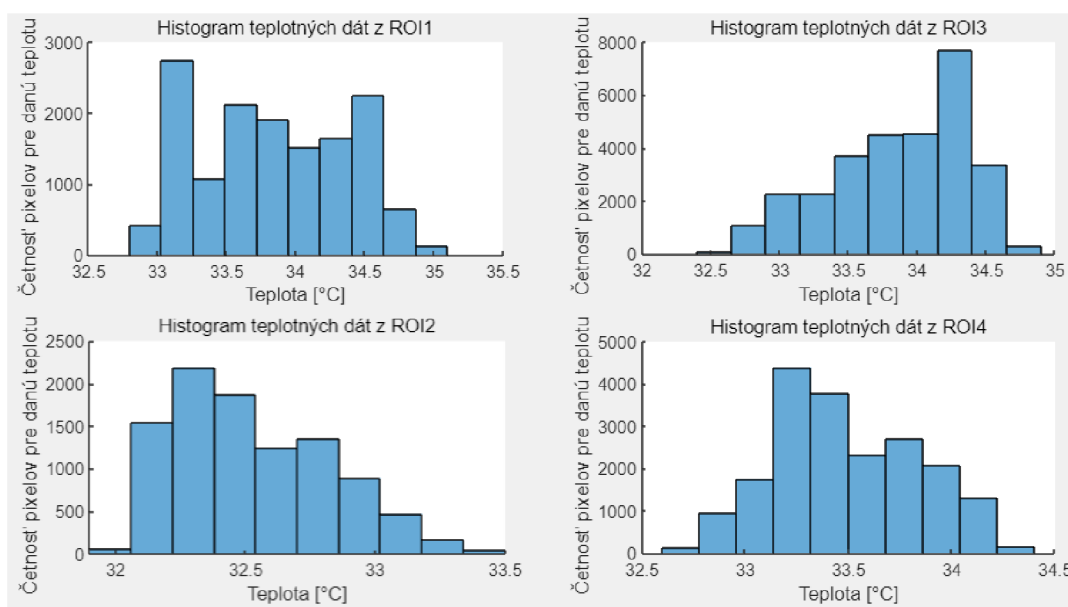 Histogram teplotných dát z ROI1
Četnosť pixelov pre danú teplotu
3000
2000
1000
0
32.5 33 33.5 34 34.5 35 35.5
Teplota [°C]
Histogram teplotných dát z ROI3
Četnosť pixelov pre danú teplotu
8000
6000
4000
2000
0
32 32.5 33 33.5 34 34.5 35
Teplota [°C]
Histogram teplotných dát z ROI2
Četnosť pixelov pre danú teplotu
2500
2000
1500
1000
500
0
32 32.5 33 33.5
Teplota [°C]
Histogram teplotných dát z ROI4
Četnosť pixelov pre danú teplotu
5000
4000
3000
2000
1000
0
32.5 33 33.5 34 34.5
Teplota [°C]